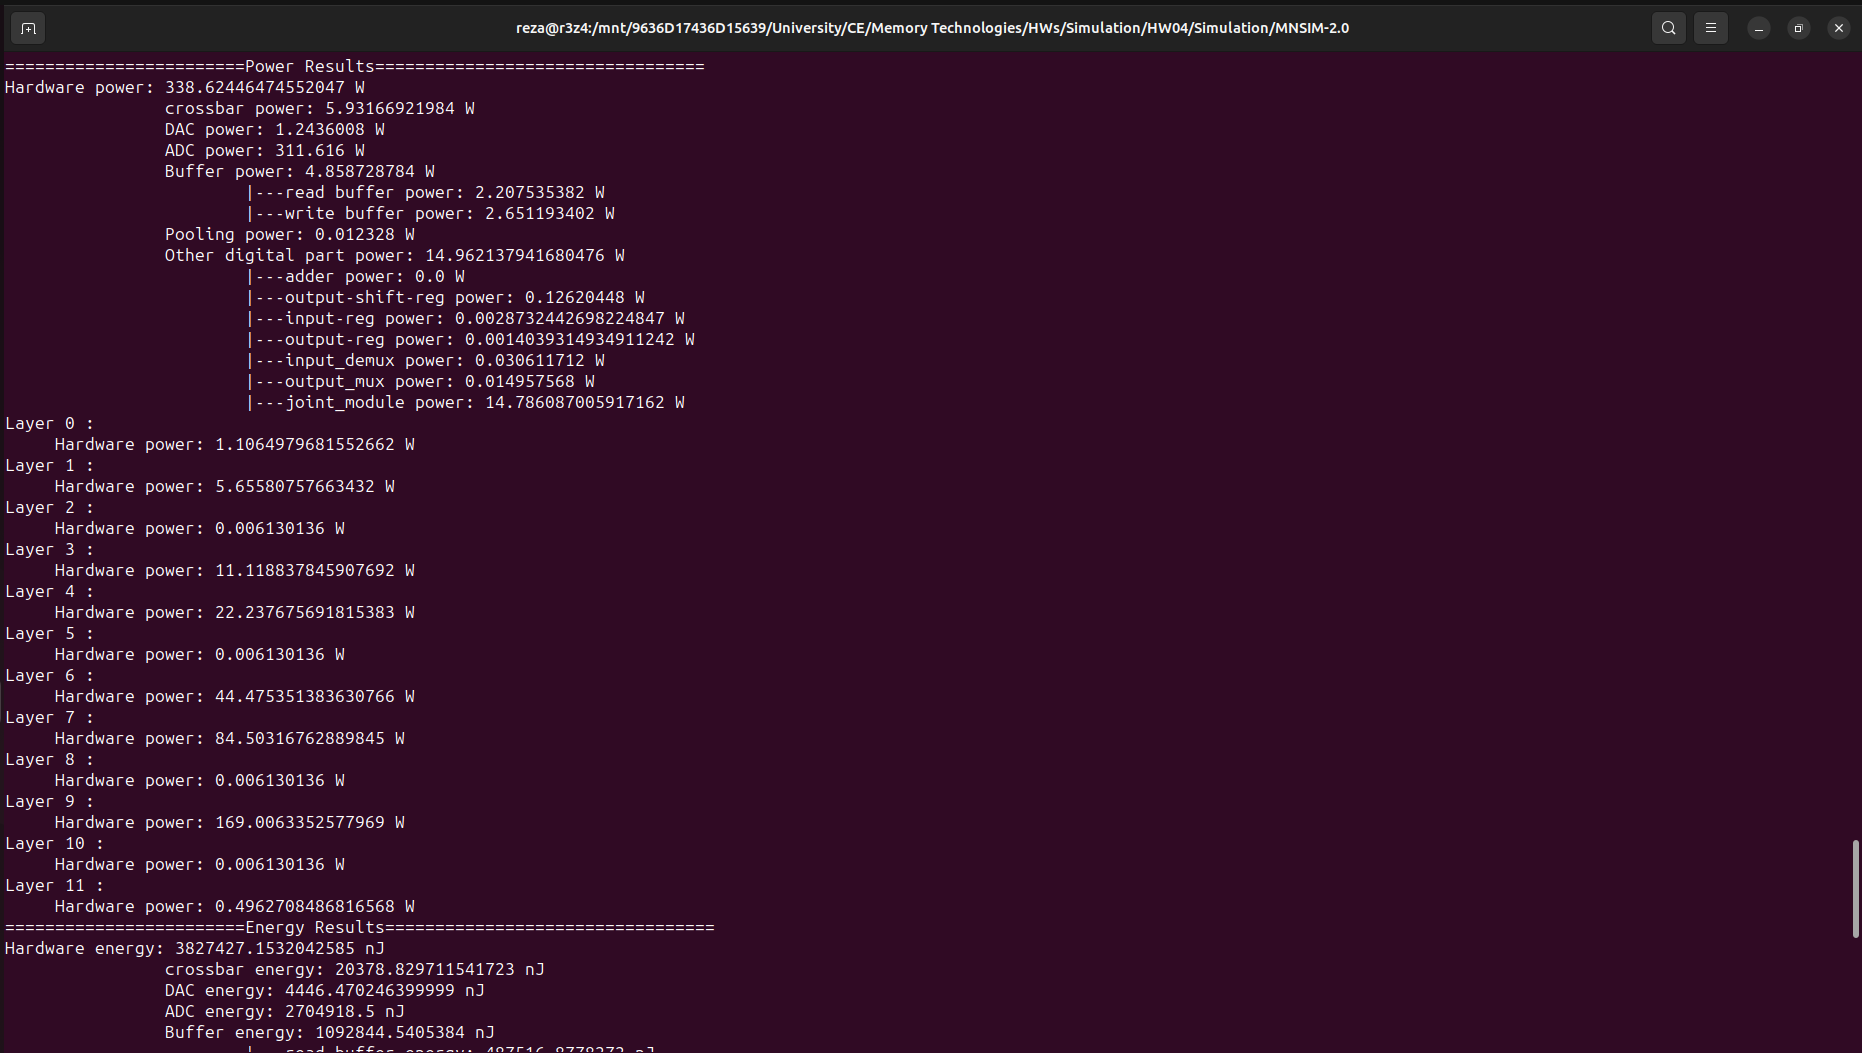 reza@r3z4:/mnt/9636D17436D15639/University/CE/Memory Technologies/HWs/Simulation/HW04/Simulation/MNSIM-2.0
========================Power Results=================================
Hardware power: 338.62446474552047 W
crossbar power: 5.93166921984 W
DAC power: 1.2436008 W
ADC power: 311.616 W
Buffer power: 4.858728784 W
|---read buffer power: 2.207535382 W
|---write buffer power: 2.651193402 W
Pooling power: 0.012328 W
Other digital part power: 14.962137941680476 W
|---adder power: 0.0 W
|---output-shift-reg power: 0.12620448 W
|---input-reg power: 0.0028732442698224847 W
|---output-reg power: 0.0014039314934911242 W
|---input_demux power: 0.030611712 W
|---output_mux power: 0.014957568 W
|---joint_module power: 14.786087005917162 W
Layer 0 :
Hardware power: 1.1064979681552662 W
Layer 1 :
Hardware power: 5.65580757663432 W
Layer 2 :
Hardware power: 0.006130136 W
Layer 3 :
Hardware power: 11.118837845907692 W
Layer 4 :
Hardware power: 22.237675691815383 W
Layer 5 :
Hardware power: 0.006130136 W
Layer 6 :
Hardware power: 44.475351383630766 W
Layer 7 :
Hardware power: 84.50316762889845 W
Layer 8 :
Hardware power: 0.006130136 W
Layer 9 :
Hardware power: 169.0063352577969 W
Layer 10 :
Hardware power: 0.006130136 W
Layer 11 :
Hardware power: 0.4962708486816568 W
========================Energy Results=================================
Hardware energy: 3827427.1532042585 nJ
crossbar energy: 20378.829711541723 nJ
DAC energy: 4446.470246399999 nJ
ADC energy: 2704918.5 nJ
Buffer energy: 1092844.5405384 nJ
read buffer energy: nJ